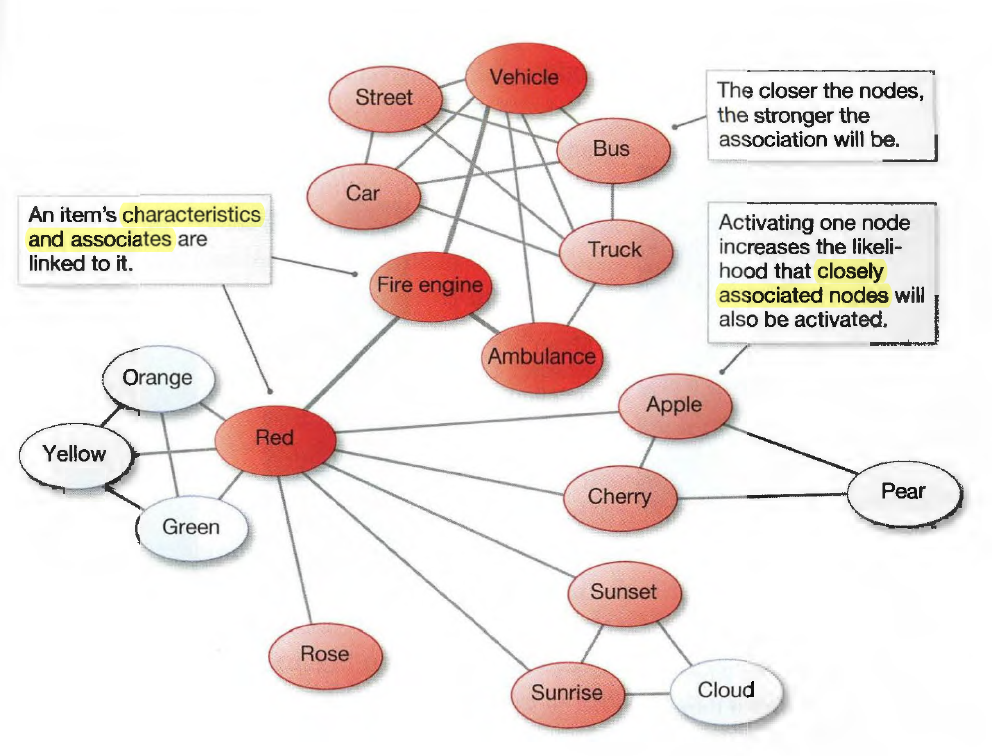 Vehicle
Street
The closer the nodes,
the stronger the
association will be.
Bus
Car
An item's characteristics
and associates are
linked to it.
Activating one node
increases the likeli-
hood that closely
associated nodes will
also be activated.
Truck
Fire engine
Ambulance
Orange
Apple
Red
Yellow
Cherry
Pear
Green
Sunset
Rose
Sunrise
Cloud